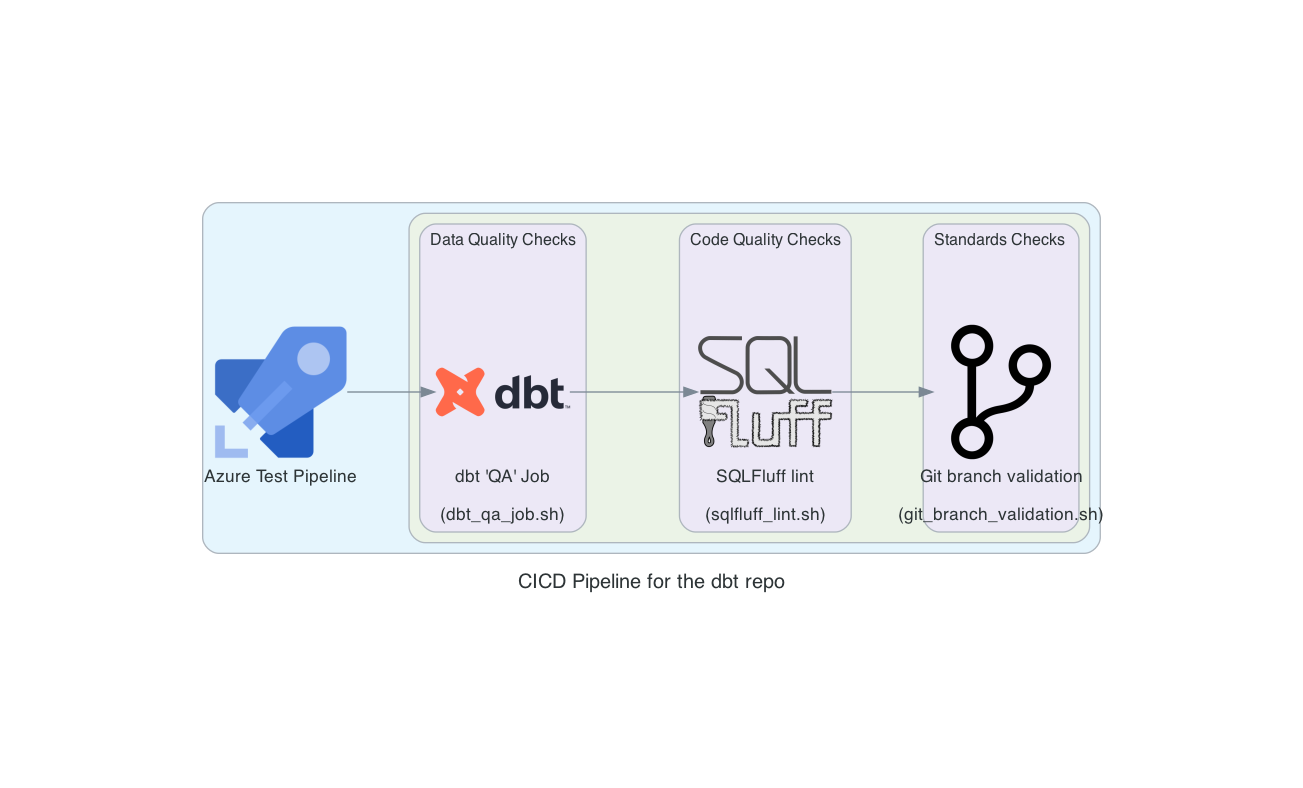 Data Quality Checks
Code Quality Checks
Standards Checks
dbt™
SQL
fluff
Azure Test Pipeline
dbt 'QA' Job
(dbt_qa_job.sh)
SQLFluff lint
(sqlfluff_lint.sh)
Git branch validation
(git_branch_validation.sh)
CICD Pipeline for the dbt repo